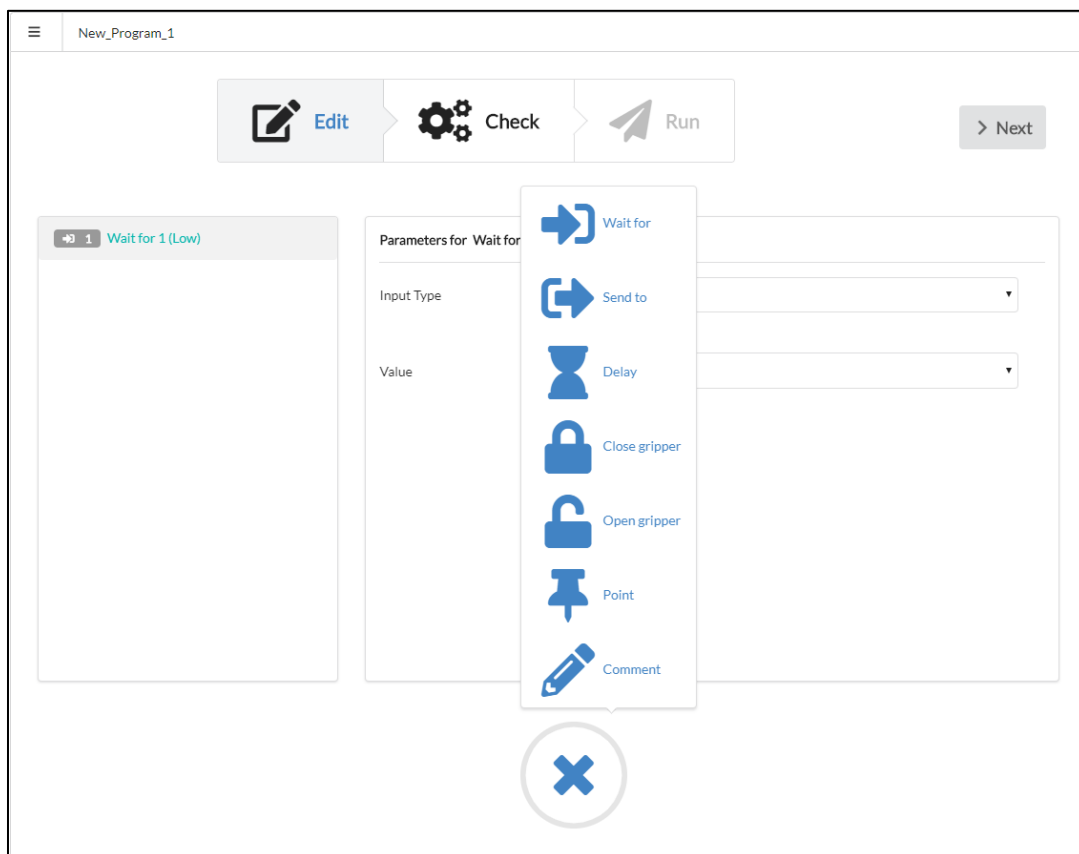 New_Program_1
Edit
Check
Run
Next
1 Wait for 1 (Low)
Parameters for Wait for
Input Type
Value
Wait for
Send to
Delay
Close gripper
Open gripper
Point
Comment